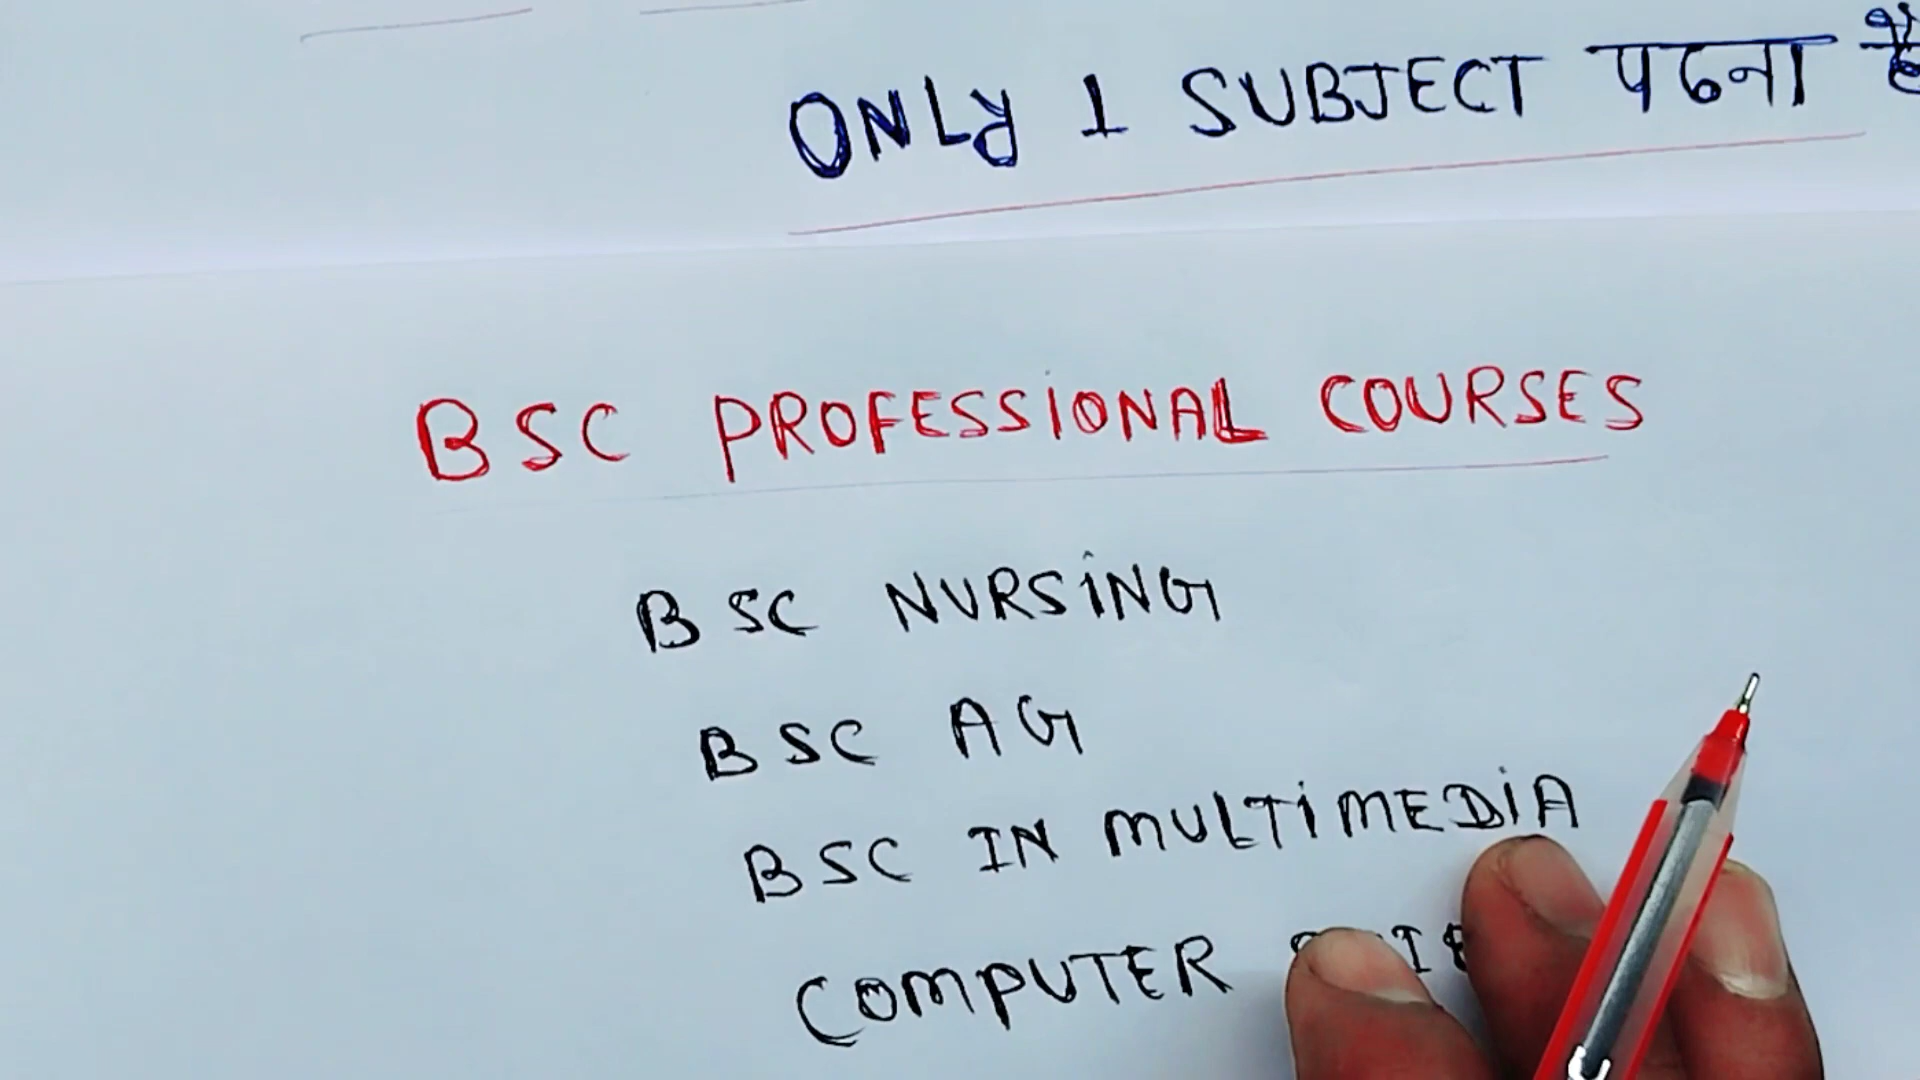 ONLY 1 SUBJECT पढना है
BSC PROFESSIONAL COURSES
BSC NURSING
BSC AG
BSC IN MULTIMEDIA
COMPUTER